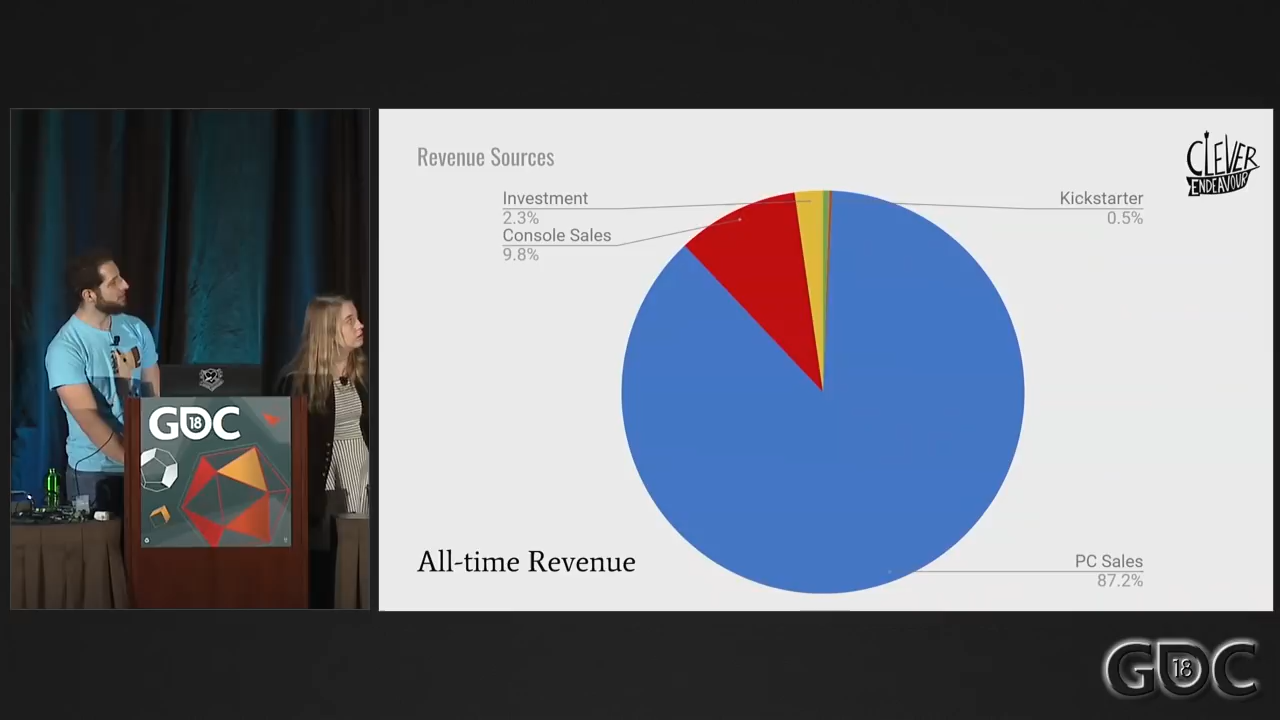 Revenue Sources
CLEVER
ENDEAVOUR
Investment
2.3%
Console Sales
9.8%
Kickstarter
0.5%
PC Sales
87.2%
All-time Revenue
GDC
18
GDC
18